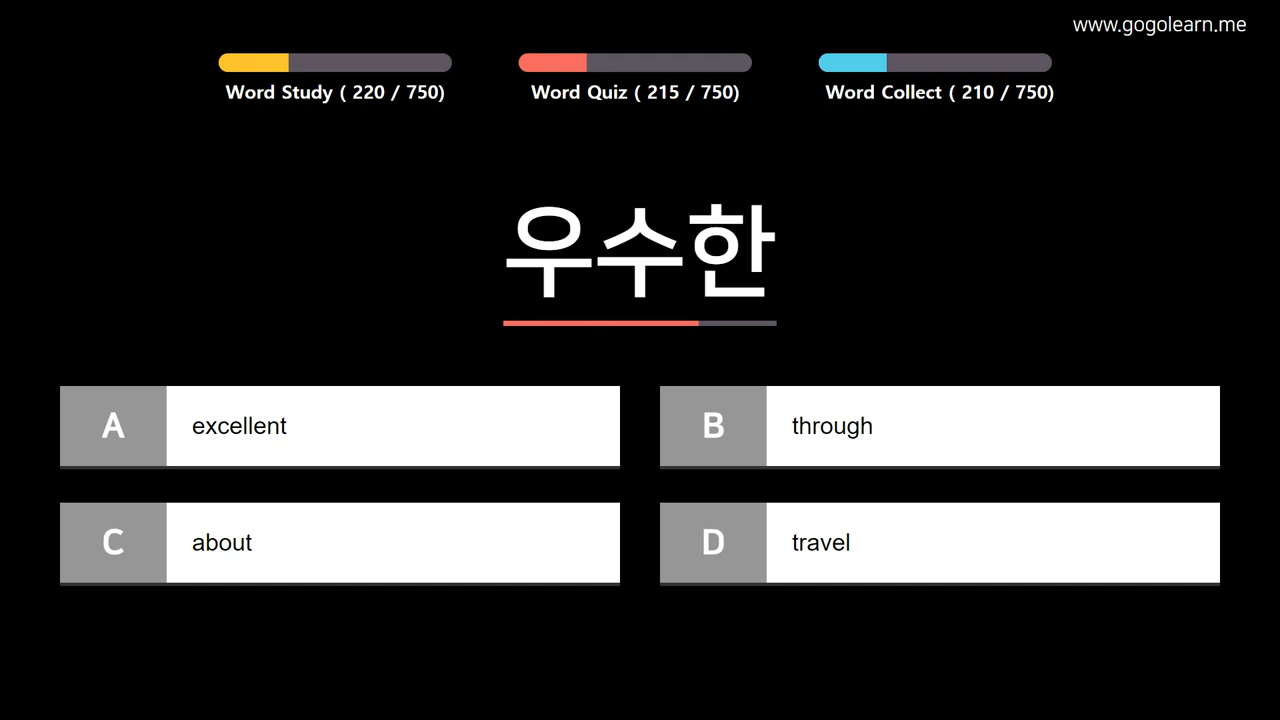 www.gogolearn.me
Word Study ( 220 / 750)
Word Quiz ( 215 / 750)
Word Collect ( 210 / 750)
우수한
A excellent
B through
C about
D travel